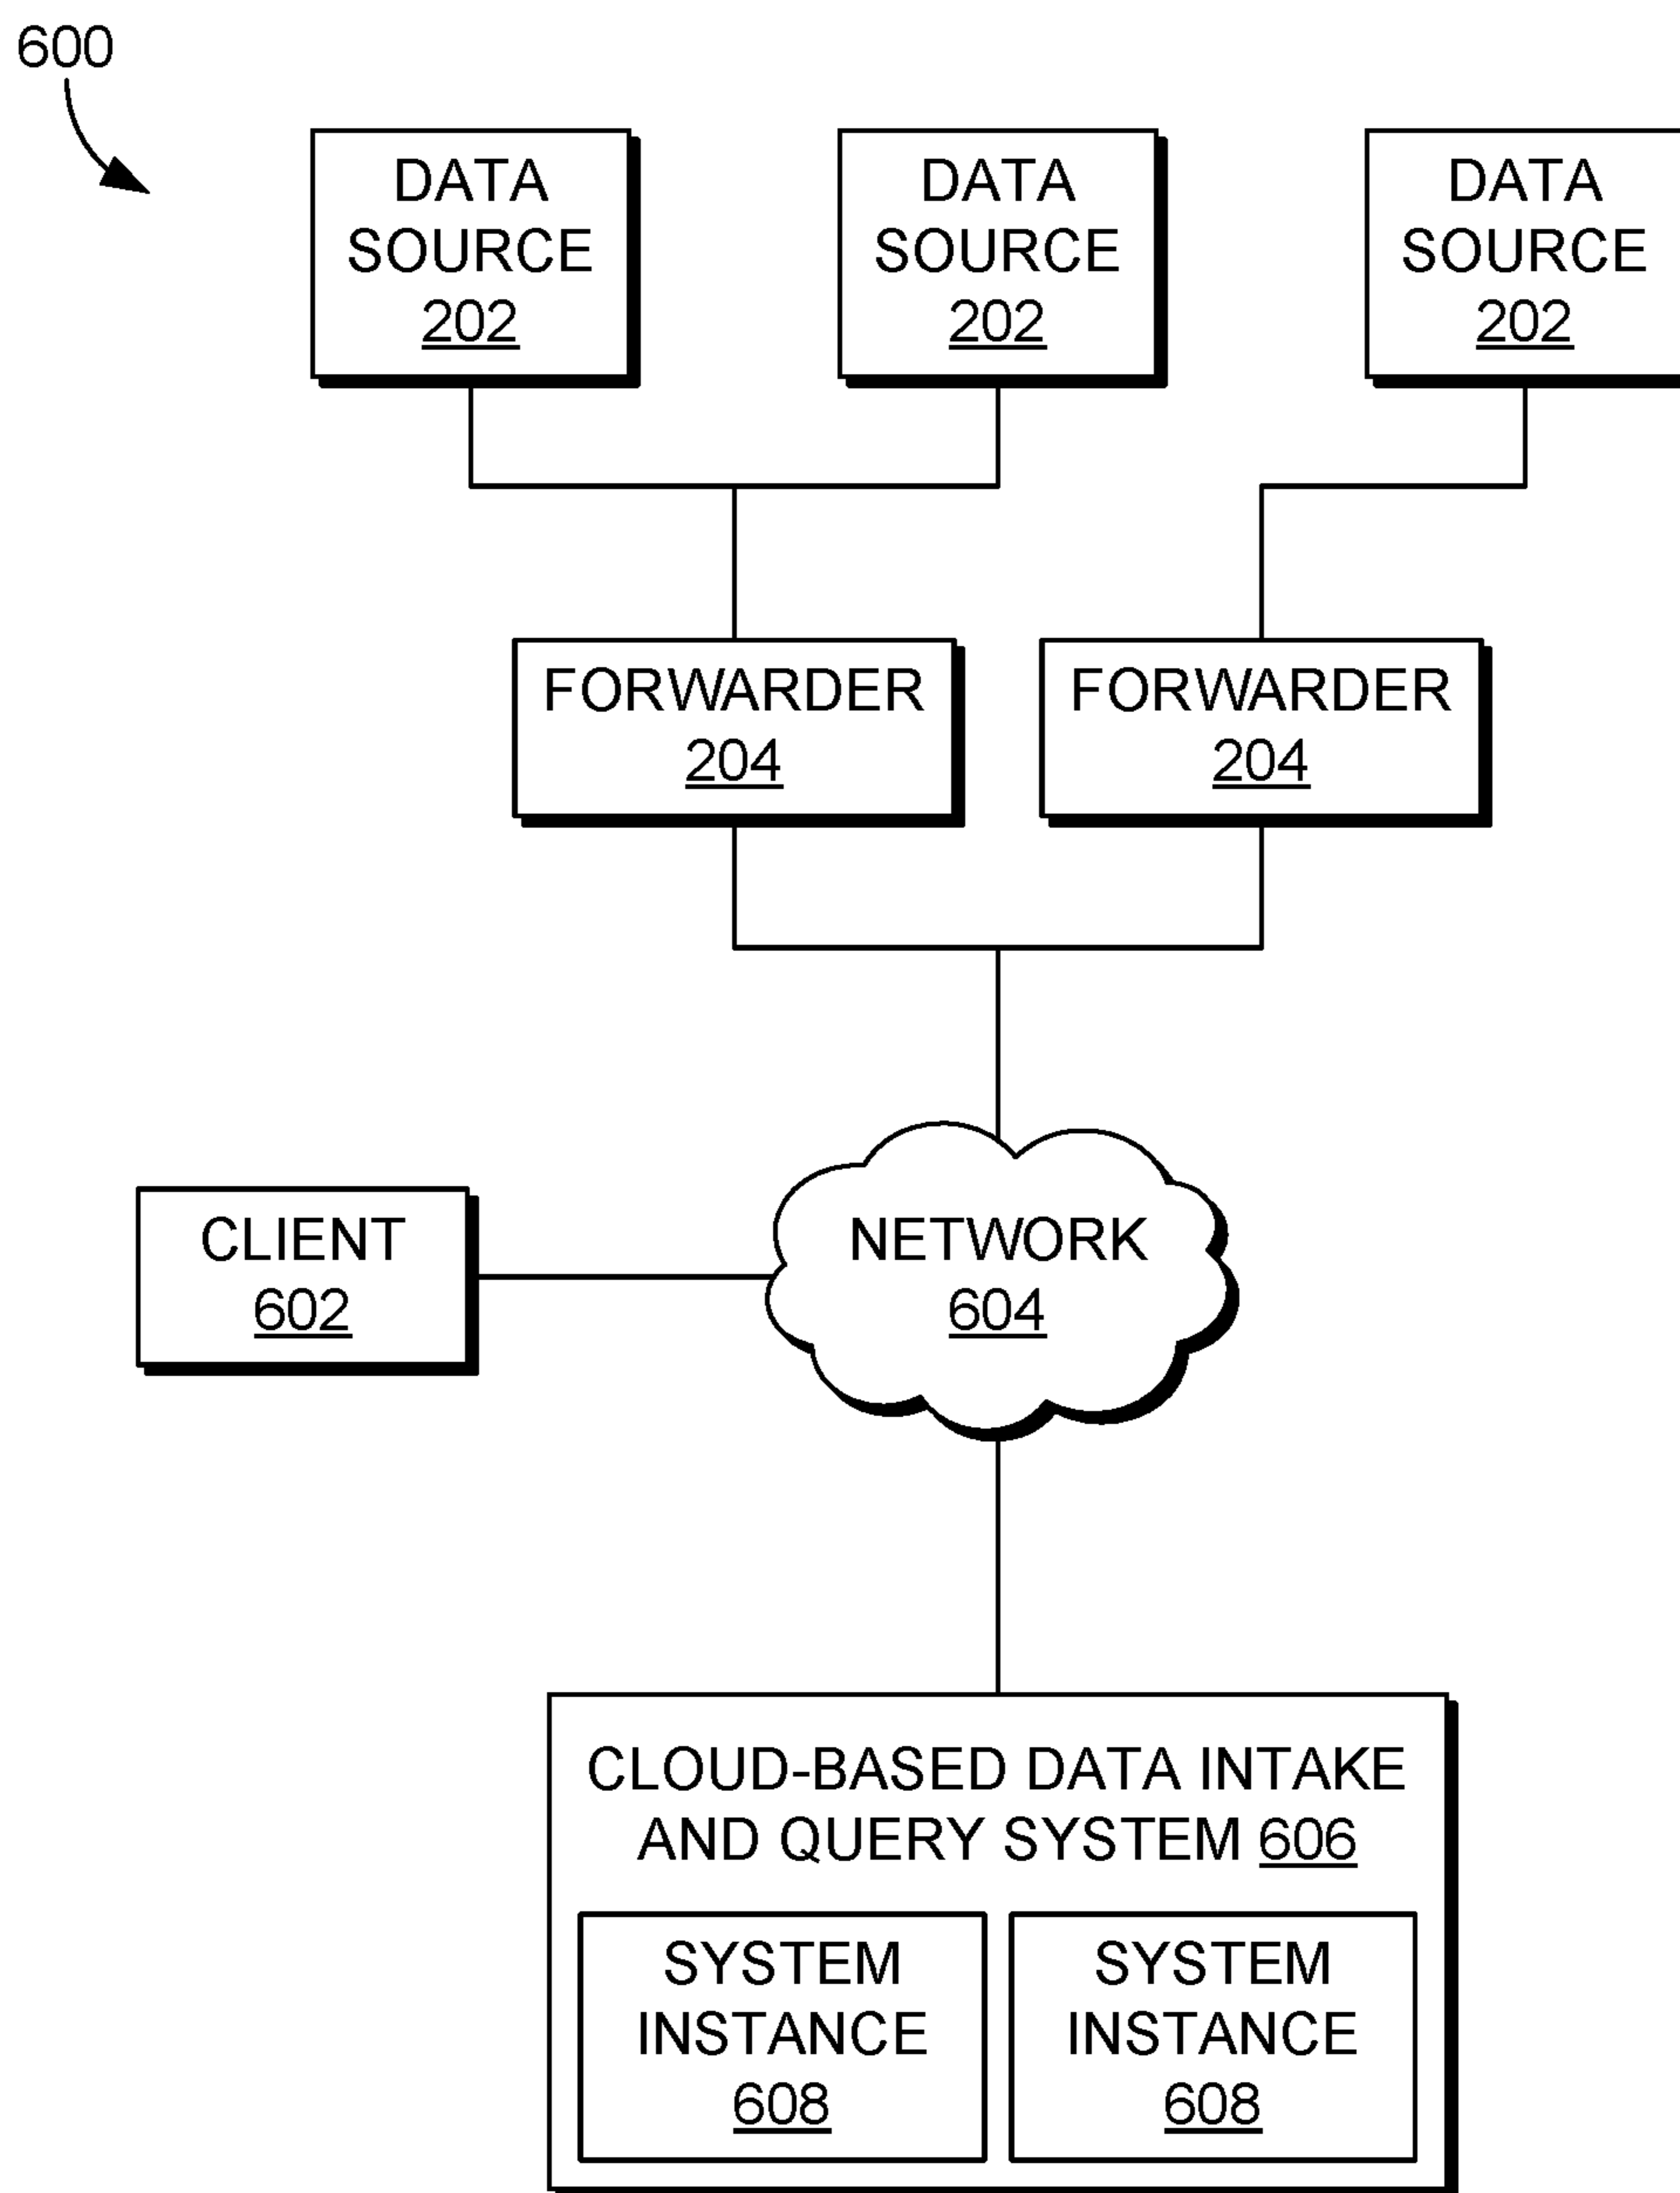 600
DATA
SOURCE
202
DATA
SOURCE
202
DATA
SOURCE
202
FORWARDER
204
FORWARDER
204
CLIENT
602
NETWORK
604
CLOUD-BASED DATA INTAKE
AND QUERY SYSTEM 606
SYSTEM
INSTANCE
608
SYSTEM
INSTANCE
608